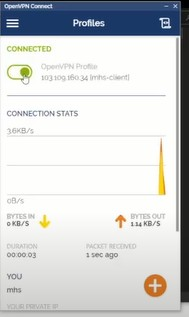 OpenVPN Connect
Profiles
CONNECTED
OpenVPN Profile
103.109.160.34 (mhs-client)
CONNECTION STATS
3.6KB/s
0B/s
BYTES IN
0 KB/S
BYTES OUT
1.14 KB/S
DURATION
00:00:03
PACKET RECEIVED
1 sec ago
YOU
mhs
YOUR PRIVATE IP